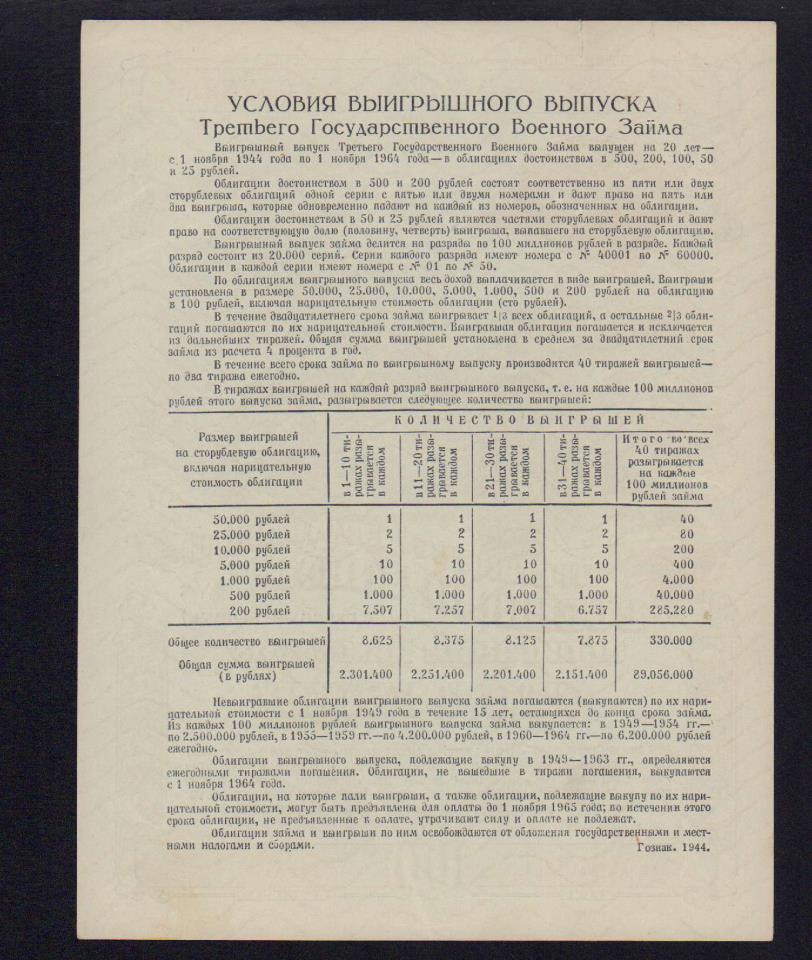 УСЛОВИЯ ВЫИГРЫШНОГО ВЫПУСКА
Третьего Государственного Военного Займа
Выигрышный выпуск Третьего Государственного Военного Займа выпущен на 20 лет—
с 1 ноября 1944 года по 1 ноября 1964 года—в облигациях достоинством в 500, 200, 100, 50
и 25 рублей.
Облигации достоинством в 500 и 200 рублей состоят соответственно из пяти или двух
сторублевых облигаций одной серии с пятью или двумя номерами и дают право на пять или
два выигрыша, которые одновременно падают на каждый из номеров, обозначенных на облигации.
Облигации достоинством в 50 и 25 рублей являются частями сторублевых облигаций и дают
право на соответствующую долю (половину, четверть) выигрыша, выпавшего на сторублевую облигацию.
Выигрышный выпуск займа делится на разряды по 100 миллионов рублей в разряде. Каждый
разряд состоит из 20.000 серий. Серии каждого разряда имеют номера с № 40001 по № 60000.
Облигации в каждой серии имеют номера с № 01 по № 50.
По облигациям выигрышного выпуска весь доход выплачивается в виде выигрышей. Выигрыши
установлены в размере 50.000, 25.000, 10.000, 5.000, 1.000, 500 и 200 рублей на облигацию
в 100 рублей, включая нарицательную стоимость облигации (сто рублей).
В течение двадцатилетнего срока займа выигрывает 1|3 всех облигаций, а остальные 2|3 обли-
гаций погашаются по их нарицательной стоимости. Выигравшая облигация погашается и исключается
из дальнейших тиражей. Общая сумма выигрышей установлена в среднем за двадцатилетний срок
займа из расчета 4 процента в год.
В течение всего срока займа по выигрышному выпуску производится 40 тиражей выигрышей—
по два тиража ежегодно.
В тиражах выигрышей на каждый разряд выигрышного выпуска, т. е. на каждые 100 миллионов
рублей этого выпуска займа, разыгрывается следующее количество выигрышей:
Размер выигрышей
на сторублевую облигацию,
включая нарицательную
стоимость облигации
КОЛИЧЕСТВО ВЫИГРЫШЕЙ
в 1—10 ти-
ражах разы-
грывается
в каждом
в 11—20 ти-
ражах разы-
грывается
в каждом
в 21—30 ти-
ражах разы-
грывается
в каждом
в 31—40 ти-
ражах разы-
грывается
в каждом
Итого во всех
40 тиражах
разыгрывается
на каждые
100 миллионов
рублей займа
50.000 рублей 1 1 1 1 40
25.000 рублей 2 2 2 2 80
10.000 рублей 5 5 5 5 200
5.000 рублей 10 10 10 10 400
1.000 рублей 100 100 100 100 4.000
500 рублей 1.000 1.000 1.000 1.000 40.000
200 рублей 7.507 7.257 7.007 6.757 285.280
Общее количество выигрышей 8.625 8.375 8.125 7.875 330.000
Общая сумма выигрышей
(в рублях) 2.301.400 2.251.400 2.201.400 2.151.400 89.056.000
Невыигравшие облигации выигрышного выпуска займа погашаются (выкупаются) по их нари-
цательной стоимости с 1 ноября 1949 года в течение 15 лет, остающихся до конца срока займа.
Из каждых 100 миллионов рублей выигрышного выпуска займа выкупается: в 1949—1954 гг.—
по 2.500.000 рублей, в 1955—1959 гг.—по 4.200.000 рублей, в 1960—1964 гг.—по 6.200.000 рублей
ежегодно.
Облигации выигрышного выпуска, подлежащие выкупу в 1949—1963 гг., определяются
ежегодными тиражами погашения. Облигации, не вышедшие в тиражи погашения, выкупаются
с 1 ноября 1964 года.
Облигации, на которые пали выигрыши, а также облигации, подлежащие выкупу по их нари-
цательной стоимости, могут быть предъявлены для оплаты до 1 ноября 1965 года; по истечении этого
срока облигации, не предъявленные к оплате, утрачивают силу и оплате не подлежат.
Облигации займа и выигрыши по ним освобождаются от обложения государственными и мест-
ными налогами и сборами.
Гознак. 1944.